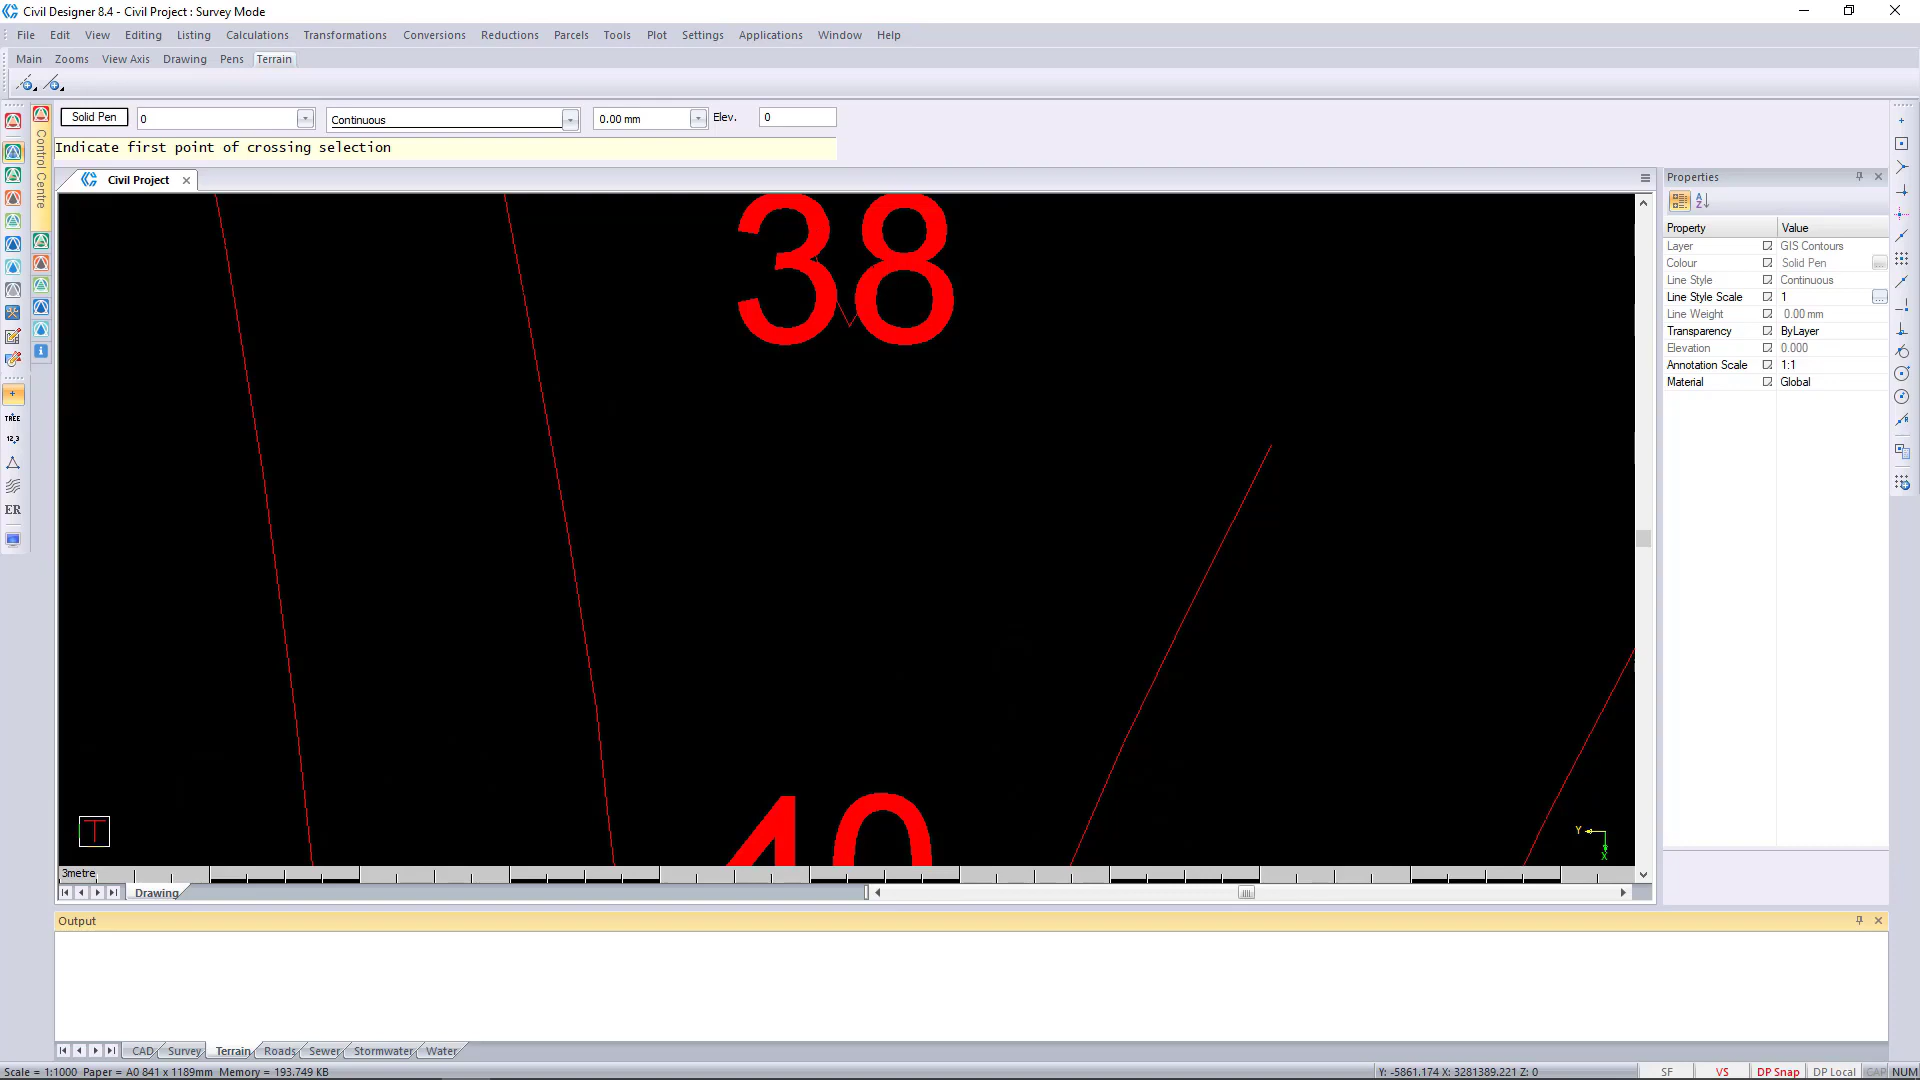 Civil Designer 8.4 - Civil Project : Survey Mode
File Edit View Axis Listing Calculations Transformations Conversions Reductions Parcels Tools Plot Settings Applications Window Help
Main Zooms View Axis Drawing Pens Terrain
Solid Pen 0 Continuous 0.00 mm Elev. 0
Indicate first point of crossing selection
Control Centre
Civil Project
TREE
12,3
ER
38
40
T
Y
X
3metre
Drawing
Properties
Property Value
Layer GIS Contours
Colour Solid Pen
Line Style Continuous
Line Style Scale 1
Line Weight 0.00 mm
Transparency ByLayer
Elevation 0.000
Annotation Scale 1:1
Material Global
Output
CAD Survey Terrain Roads Sewer Stormwater Water
Scale = 1:1000 Paper = A0 841 x 1189mm Memory = 193.749 KB Y: -5861.174 X: 3281389.221 Z: 0 SF VS DP Snap DP Local CAP NUM